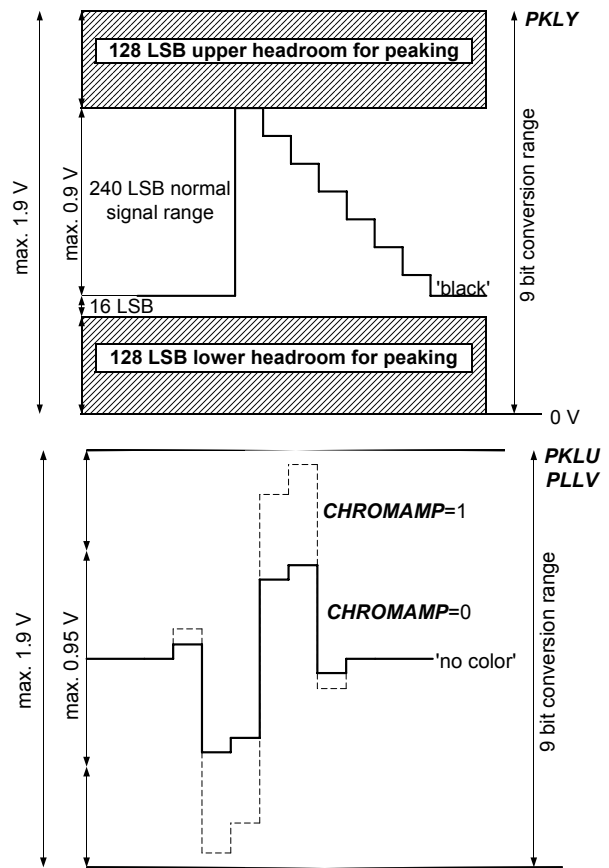 PKLY
128 LSB upper headroom for peaking
max. 1.9 V
max. 0.9 V
240 LSB normal
signal range
9 bit conversion range
'black'
16 LSB
128 LSB lower headroom for peaking
0 V
PKLU
PLLV
CHROMAMP=1
max. 1.9 V
max. 0.95 V
CHROMAMP=0
'no color'
9 bit conversion range